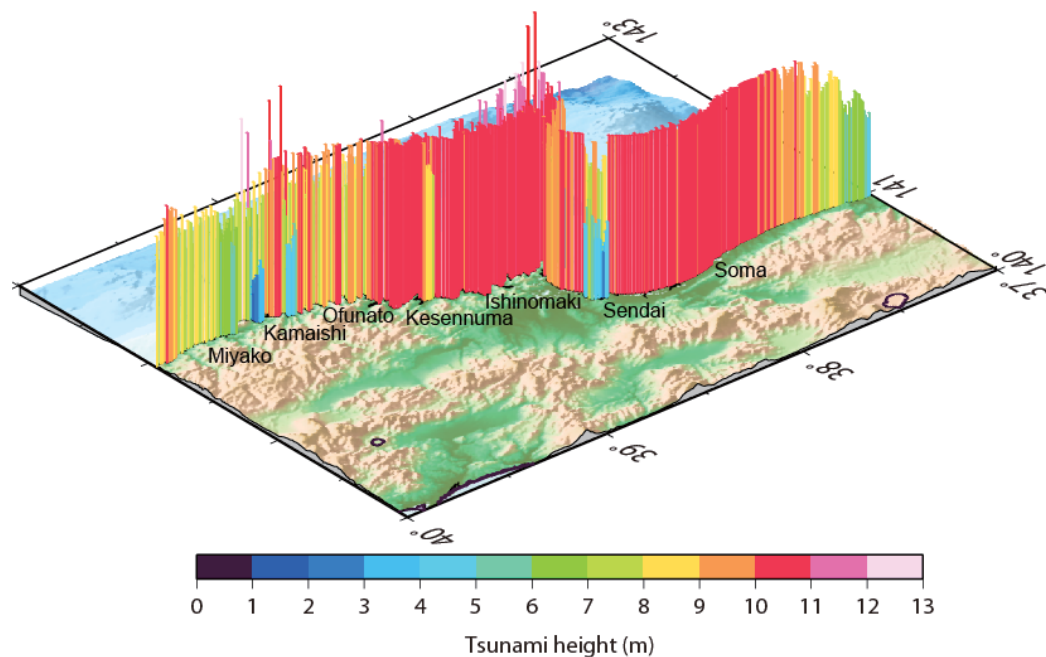 143°
141
140°
37°
38°
39°
40°
Miyako
Kamaishi
Ofunato
Kesennuma
Ishinomaki
Sendai
Soma
0 1 2 3 4 5 6 7 8 9 10 11 12 13
Tsunami height (m)